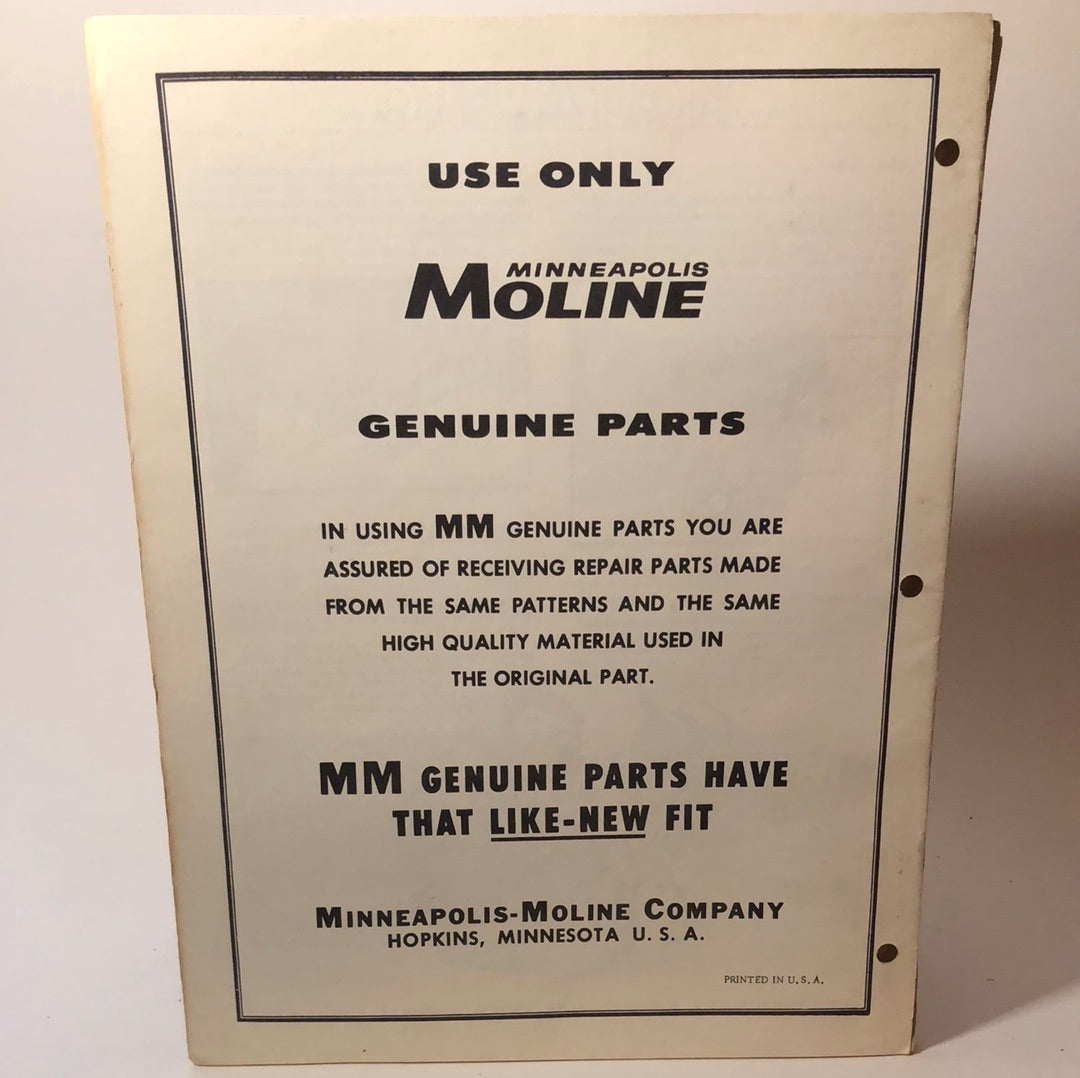 USE ONLY
MINNEAPOLIS
MOLINE
GENUINE PARTS
IN USING MM GENUINE PARTS YOU ARE
ASSURED OF RECEIVING REPAIR PARTS MADE
FROM THE SAME PATTERNS AND THE SAME
HIGH QUALITY MATERIAL USED IN
THE ORIGINAL PART.
MM GENUINE PARTS HAVE
THAT LIKE-NEW FIT
MINNEAPOLIS-MOLINE COMPANY
HOPKINS, MINNESOTA U. S. A.
PRINTED IN U. S. A.